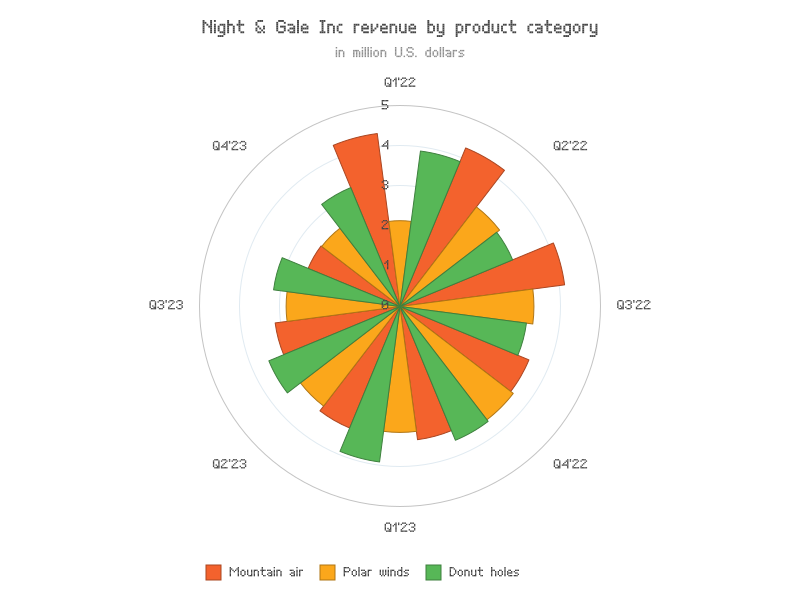 Night & Gale Inc revenue by product category
in million U.S. dollars
Q1'22
5
Q4'23
4
Q2'22
3
2
1
Q3'23
0
Q3'22
Q2'23
Q4'22
Q1'23
Mountain air
Polar winds
Donut holes